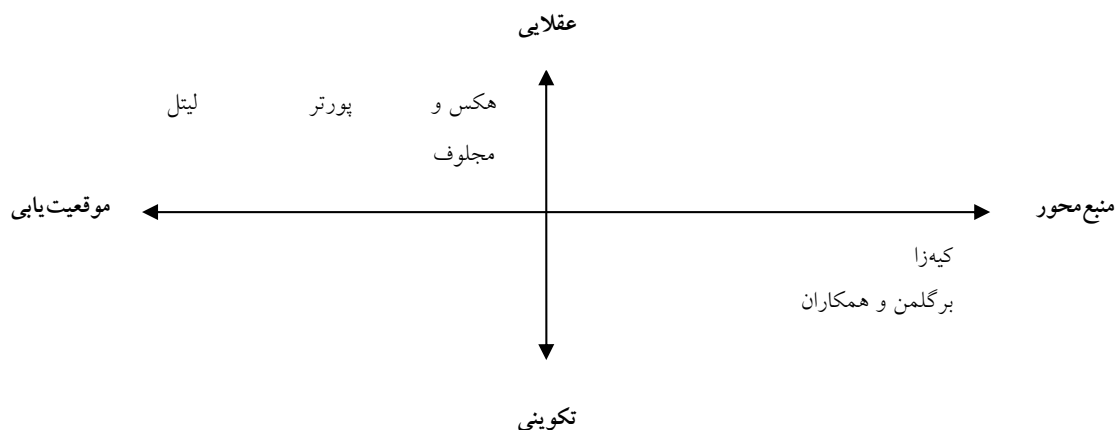 عقلایی
هکس و پورتر لیتل
مجلوف
منبع‌محور موقعیت‌یابی
کیه‌زا
برگلمن و همکاران
تکوینی